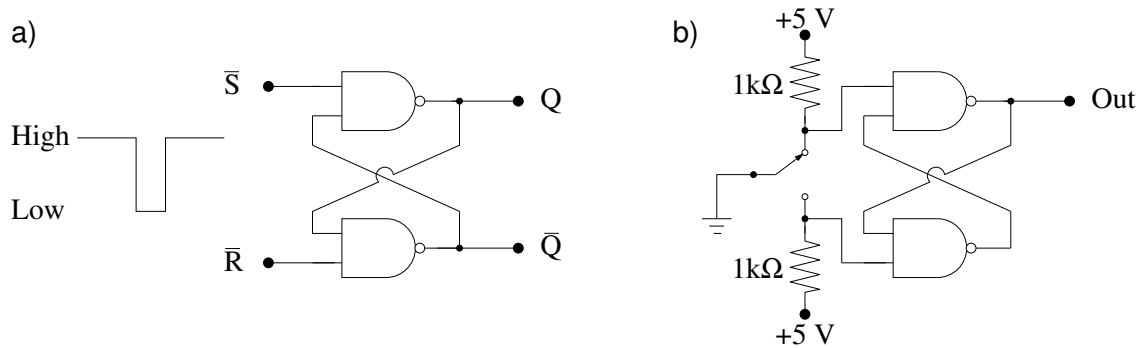 a)
S̅
Q
High
Low
R̅
Q̅
b)
+5 V
1kΩ
Out
1kΩ
+5 V